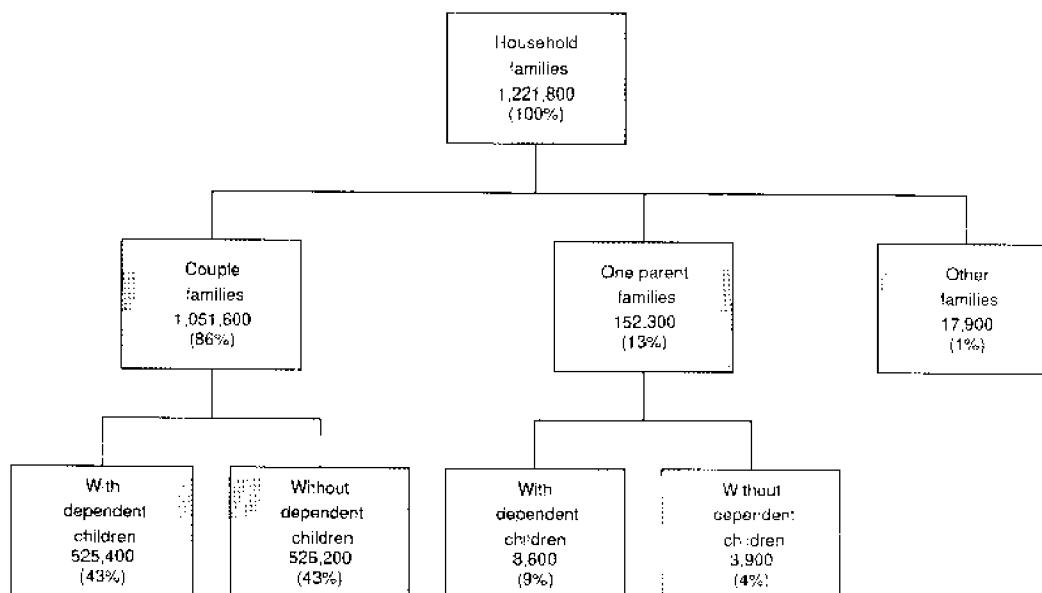 Household
families
1,221,800
(100%)
Couple
families
1,051,600
(86%)
One parent
families
152,300
(13%)
Other
families
17,900
(1%)
With
dependent
children
525,400
(43%)
Without
dependent
children
526,200
(43%)
With
dependent
children
8,600
(9%)
Without
dependent
children
3,900
(4%)